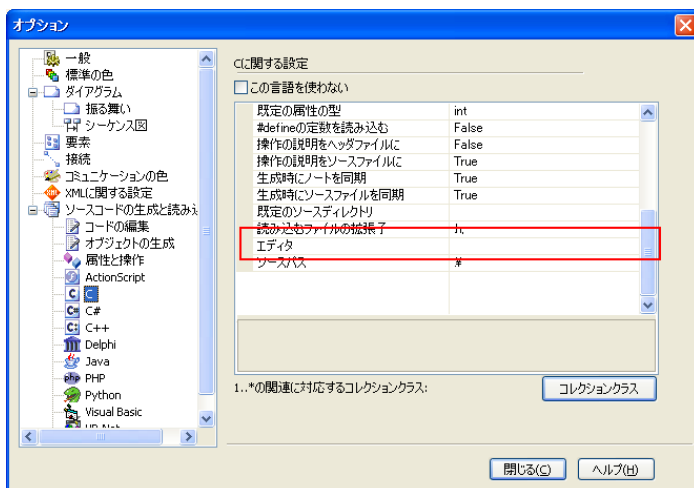 オプション
一般
標準の色
ダイアグラム
振る舞い
シーケンス図
要素
接続
コミュニケーションの色
XMLに関する設定
ソースコードの生成と読み込
コードの編集
オブジェクトの生成
属性と操作
ActionScript
C
C#
C++
Delphi
Java
PHP
Python
Visual Basic
VB.Net
Cに関する設定
この言語を使わない
既定の属性の型 int
#defineの定数を読み込む False
操作の説明をヘッダファイルに False
操作の説明をソースファイルに True
生成時にノートを同期 True
生成時にソースファイルを同期 True
既定のソースディレクトリ
読み込むファイルの拡張子 h;
エディタ
ソースパス ¥
1..*の関連に対応するコレクションクラス:
コレクションクラス
閉じる(C)
ヘルプ(H)